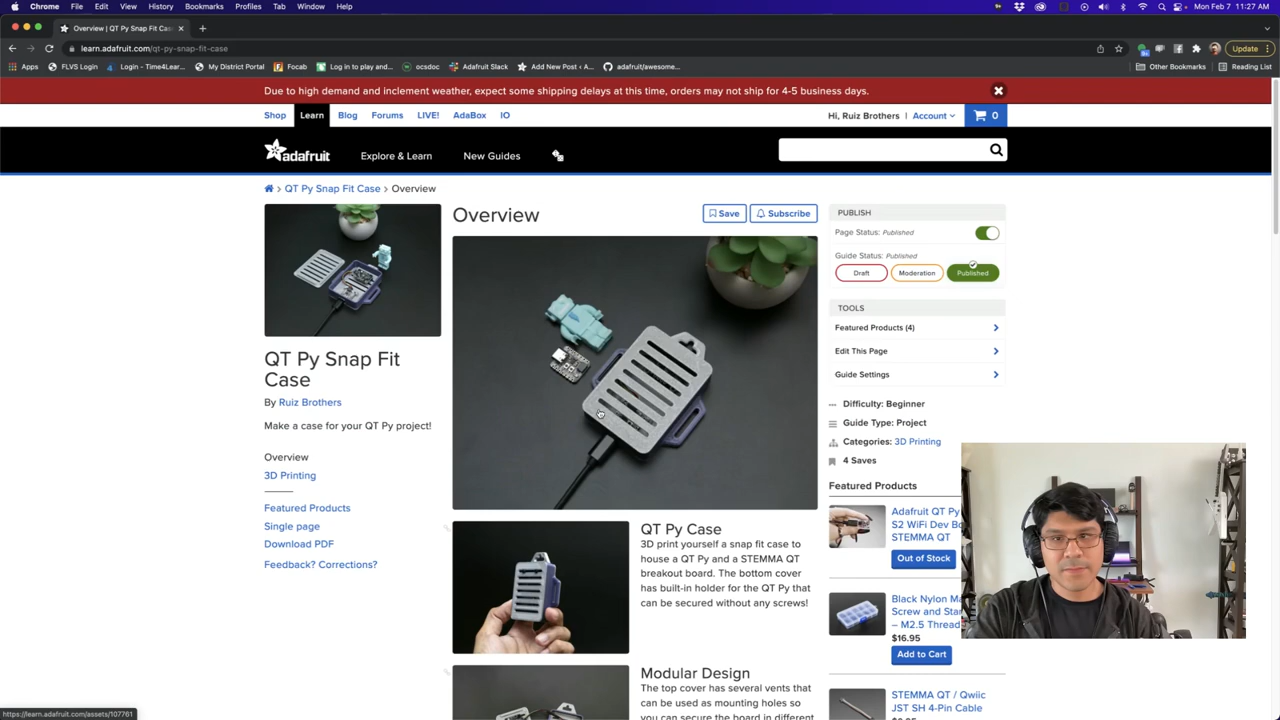 Chrome File Edit View History Bookmarks Profiles Tab Window Help
Mon Feb 7 11:27 AM
Overview | QT Py Snap Fit Cas
learn.adafruit.com/qt-py-snap-fit-case
Update
Apps
FLVS Login
Login - Time4Lear...
My District Portal
Focab
Log in to play and...
ocsdoc
Adafruit Slack
Add New Post ‹ A...
adafruit/awesome...
Other Bookmarks
Reading List
Due to high demand and inclement weather, expect some shipping delays at this time, orders may not ship for 4-5 business days.
Shop Learn Blog Forums LIVE! AdaBox IO
Hi, Ruiz Brothers | Account
0
adafruit
Explore & Learn
New Guides
QT Py Snap Fit Case › Overview
QT Py Snap Fit
Case
By Ruiz Brothers
Make a case for your QT Py project!
Overview
3D Printing
Featured Products
Single page
Download PDF
Feedback? Corrections?
Overview
Save
Subscribe
QT Py Case
3D print yourself a snap fit case to
house a QT Py and a STEMMA QT
breakout board. The bottom cover
has built-in holder for the QT Py that
can be secured without any screws!
Modular Design
The top cover has several vents that
can be used as mounting holes so
you can secure the board in different
PUBLISH
Page Status: Published
Guide Status: Published
Draft
Moderation
Published
TOOLS
Featured Products (4)
Edit This Page
Guide Settings
Difficulty: Beginner
Guide Type: Project
Categories: 3D Printing
4 Saves
Featured Products
Adafruit QT Py
S2 WiFi Dev Bo
STEMMA QT
Out of Stock
Black Nylon Ma
Screw and Stan
– M2.5 Thread
$16.95
Add to Cart
STEMMA QT / Qwiic
JST SH 4-Pin Cable
https://learn.adafruit.com/assets/107761